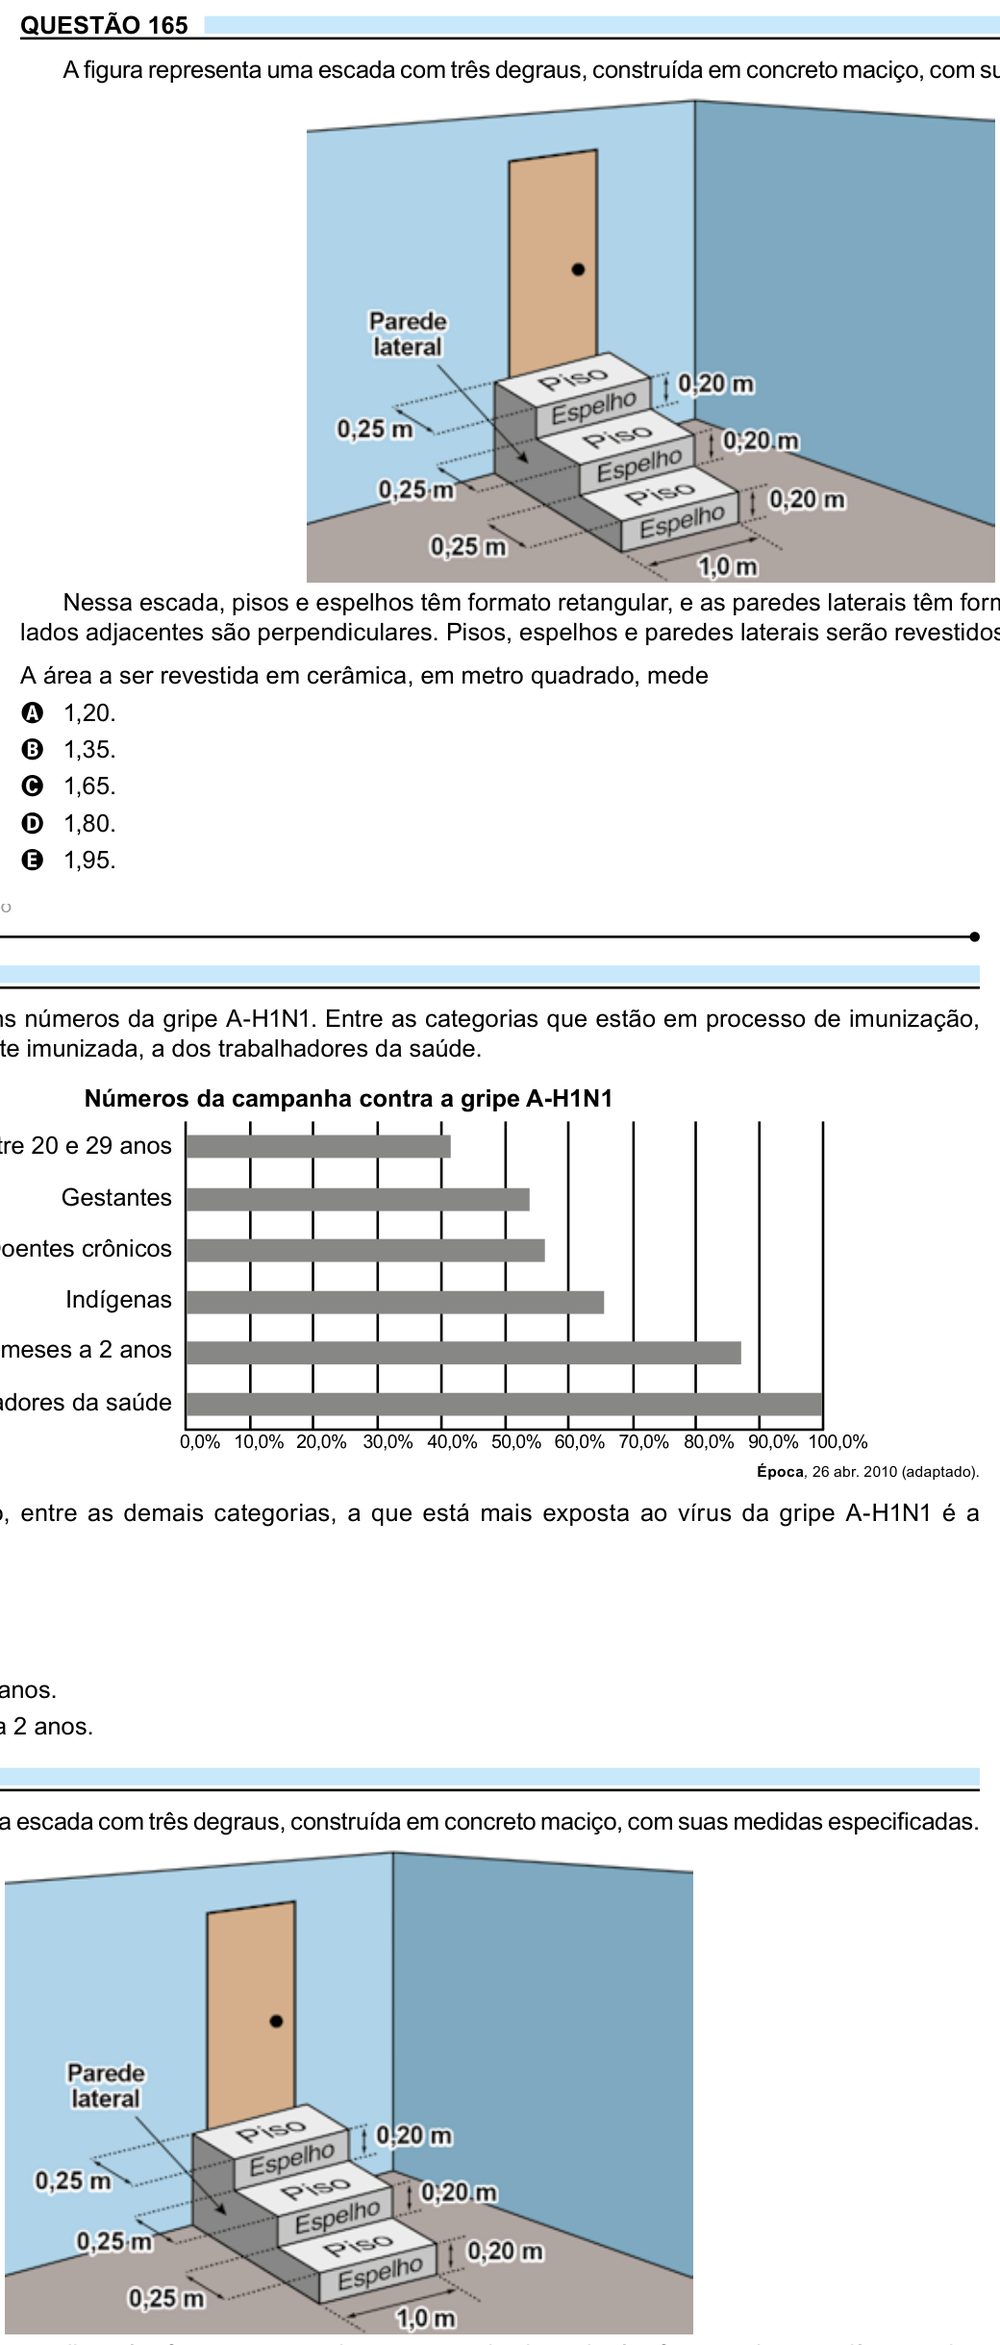 QUESTÃO 165
A figura representa uma escada com três degraus, construída em concreto maciço, com
Parede
lateral
Piso
Espelho
0,20 m
0,25 m
Piso
Espelho
0,20 m
0,25 m
Piso
Espelho
0,20 m
0,25 m
1,0 m
Nessa escada, pisos e espelhos têm formato retangular, e as paredes laterais têm
lados adjacentes são perpendiculares. Pisos, espelhos e paredes laterais serão revestidos
A área a ser revestida em cerâmica, em metro quadrado, mede
A 1,20.
B 1,35.
C 1,65.
D 1,80.
E 1,95.
números da gripe A-H1N1. Entre as categorias que estão em processo de imunização,
imunizada, a dos trabalhadores da saúde.
Números da campanha contra a gripe A-H1N1
20 e 29 anos
Gestantes
crônicos
Indígenas
meses a 2 anos
da saúde
0,0% 10,0% 20,0% 30,0% 40,0% 50,0% 60,0% 70,0% 80,0% 90,0% 100,0%
Época, 26 abr. 2010 (adaptado).
, entre as demais categorias, a que está mais exposta ao vírus da gripe A-H1N1 é a
anos.
a 2 anos.
a escada com três degraus, construída em concreto maciço, com suas medidas especificadas.
Parede
lateral
Piso
Espelho
0,20 m
0,25 m
Piso
Espelho
0,20 m
0,25 m
Piso
Espelho
0,20 m
0,25 m
1,0 m